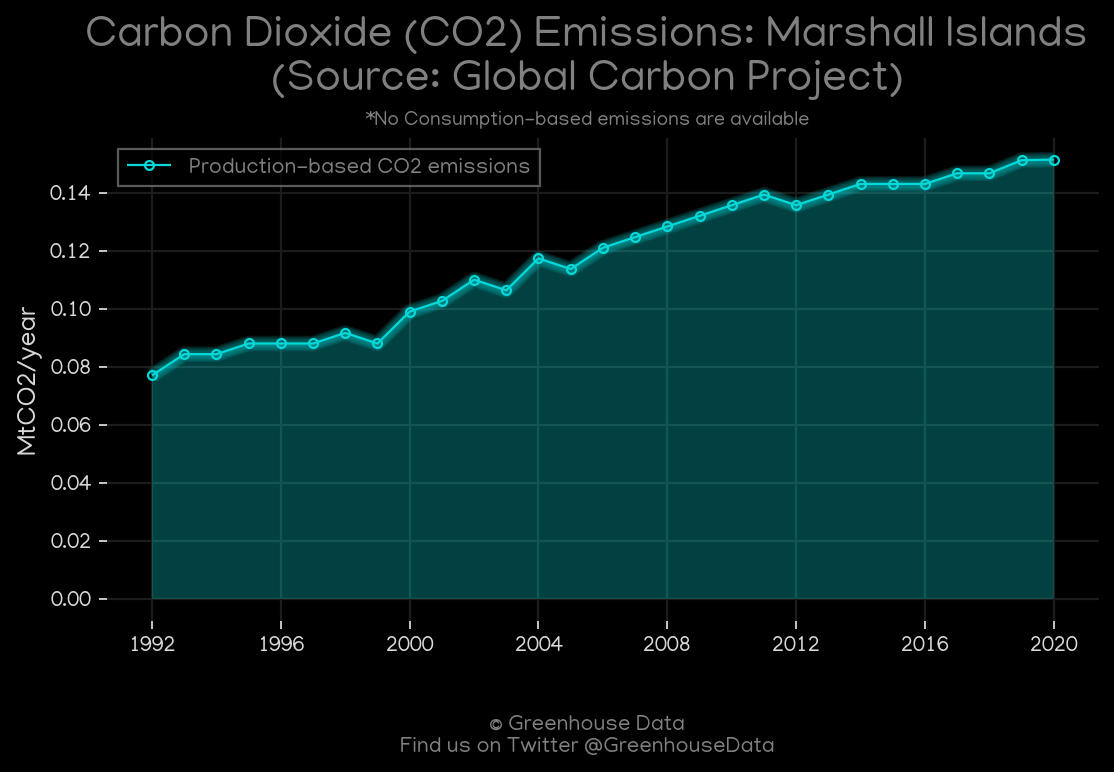 Carbon Dioxide (CO2) Emissions: Marshall Islands
(Source: Global Carbon Project)
*No Consumption-based emissions are available
Production-based CO2 emissions
MtCO2/year
0.14
0.12
0.10
0.08
0.06
0.04
0.02
0.00
1992 1996 2000 2004 2008 2012 2016 2020
© Greenhouse Data
Find us on Twitter @GreenhouseData